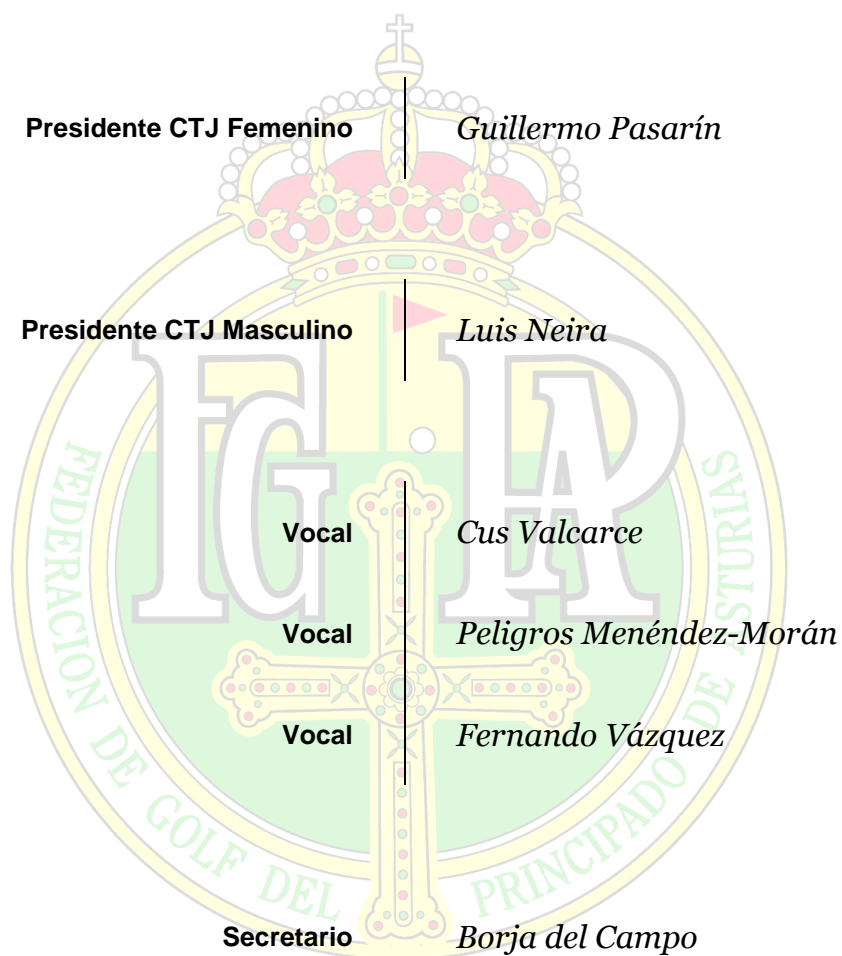 Presidente CTJ Femenino Guillermo Pasarín
Presidente CTJ Masculino Luis Neira
Vocal Cus Valcarce
Vocal Peligros Menéndez-Morán
Vocal Fernando Vázquez
Secretario Borja del Campo
FGPA
FEDERACION DE GOLF DEL PRINCIPADO DE ASTURIAS